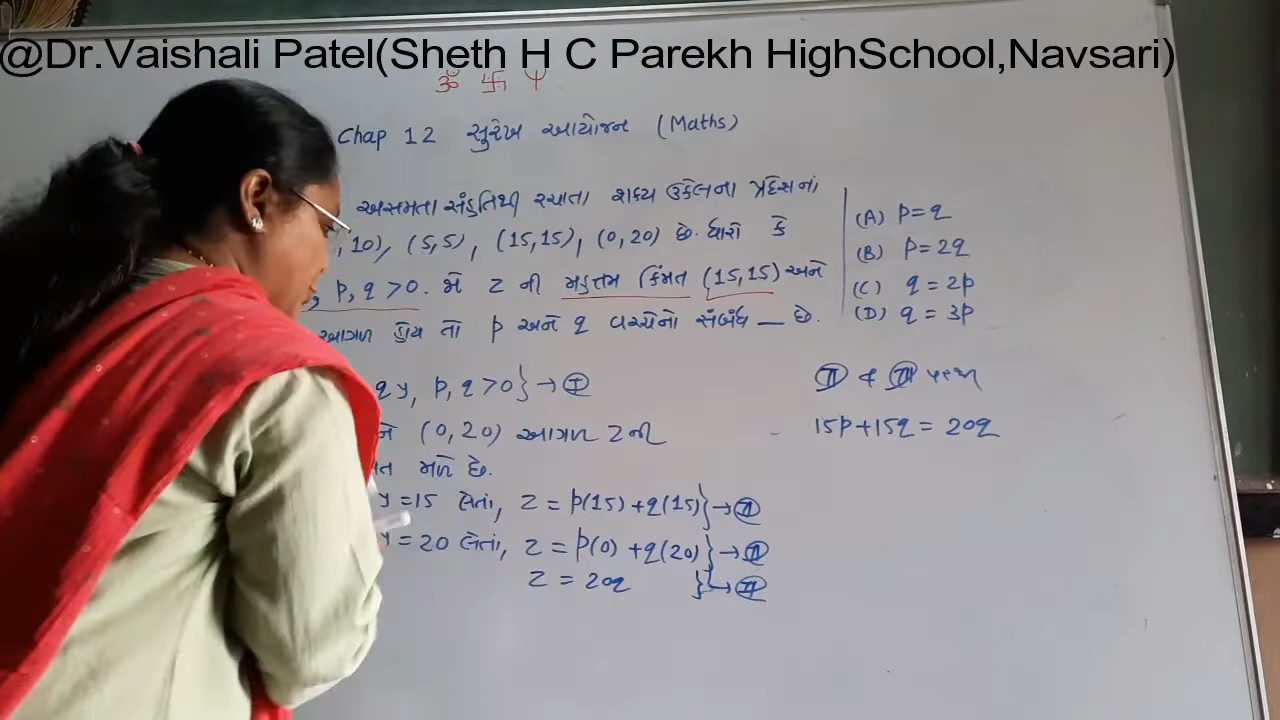 @Dr.Vaishali Patel(Sheth H C Parekh HighSchool,Navsari)
ॐ 卐 Ψ
Chap 12 સુરેખ આયોજન (Maths)
અસમતા સંહતિથી રચાતા શક્ય ઉકેલના પ્રદેશનાં
, 10), (5,5), (15,15), (0,20) છે. ધારો કે
, p, q >0. જો Z ની મહત્તમ કિંમત (15,15) અને
આગળ હોય તો p અને q વચ્ચેનો સંબંધ — છે.
(A) p=q
(B) p=2q
(C) q=2p
(D) q=3p
qy, p, q >0} → I
(0,20) આગળ Z ની
મળે છે.
y=15 લેતાં, Z = p(15)+q(15)} → II
y=20 લેતાં, Z = p(0)+q(20)} →
Z = 20q } →
II ને III પરથી
15p+15q = 20q